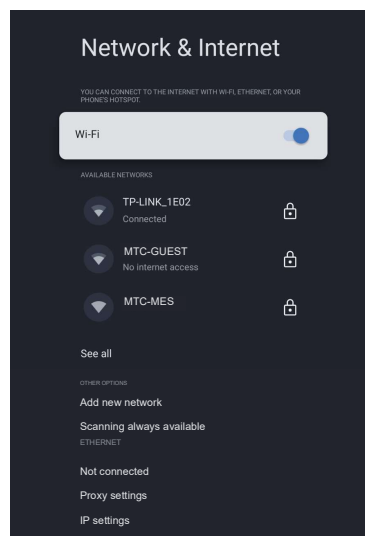 Network & Internet
YOU CAN CONNECT TO THE INTERNET WITH WI-FI, ETHERNET, OR YOUR
PHONE'S HOTSPOT.
Wi-Fi
AVAILABLE NETWORKS
TP-LINK_1E02
Connected
MTC-GUEST
No internet access
MTC-MES
See all
OTHER OPTIONS
Add new network
Scanning always available
ETHERNET
Not connected
Proxy settings
IP settings